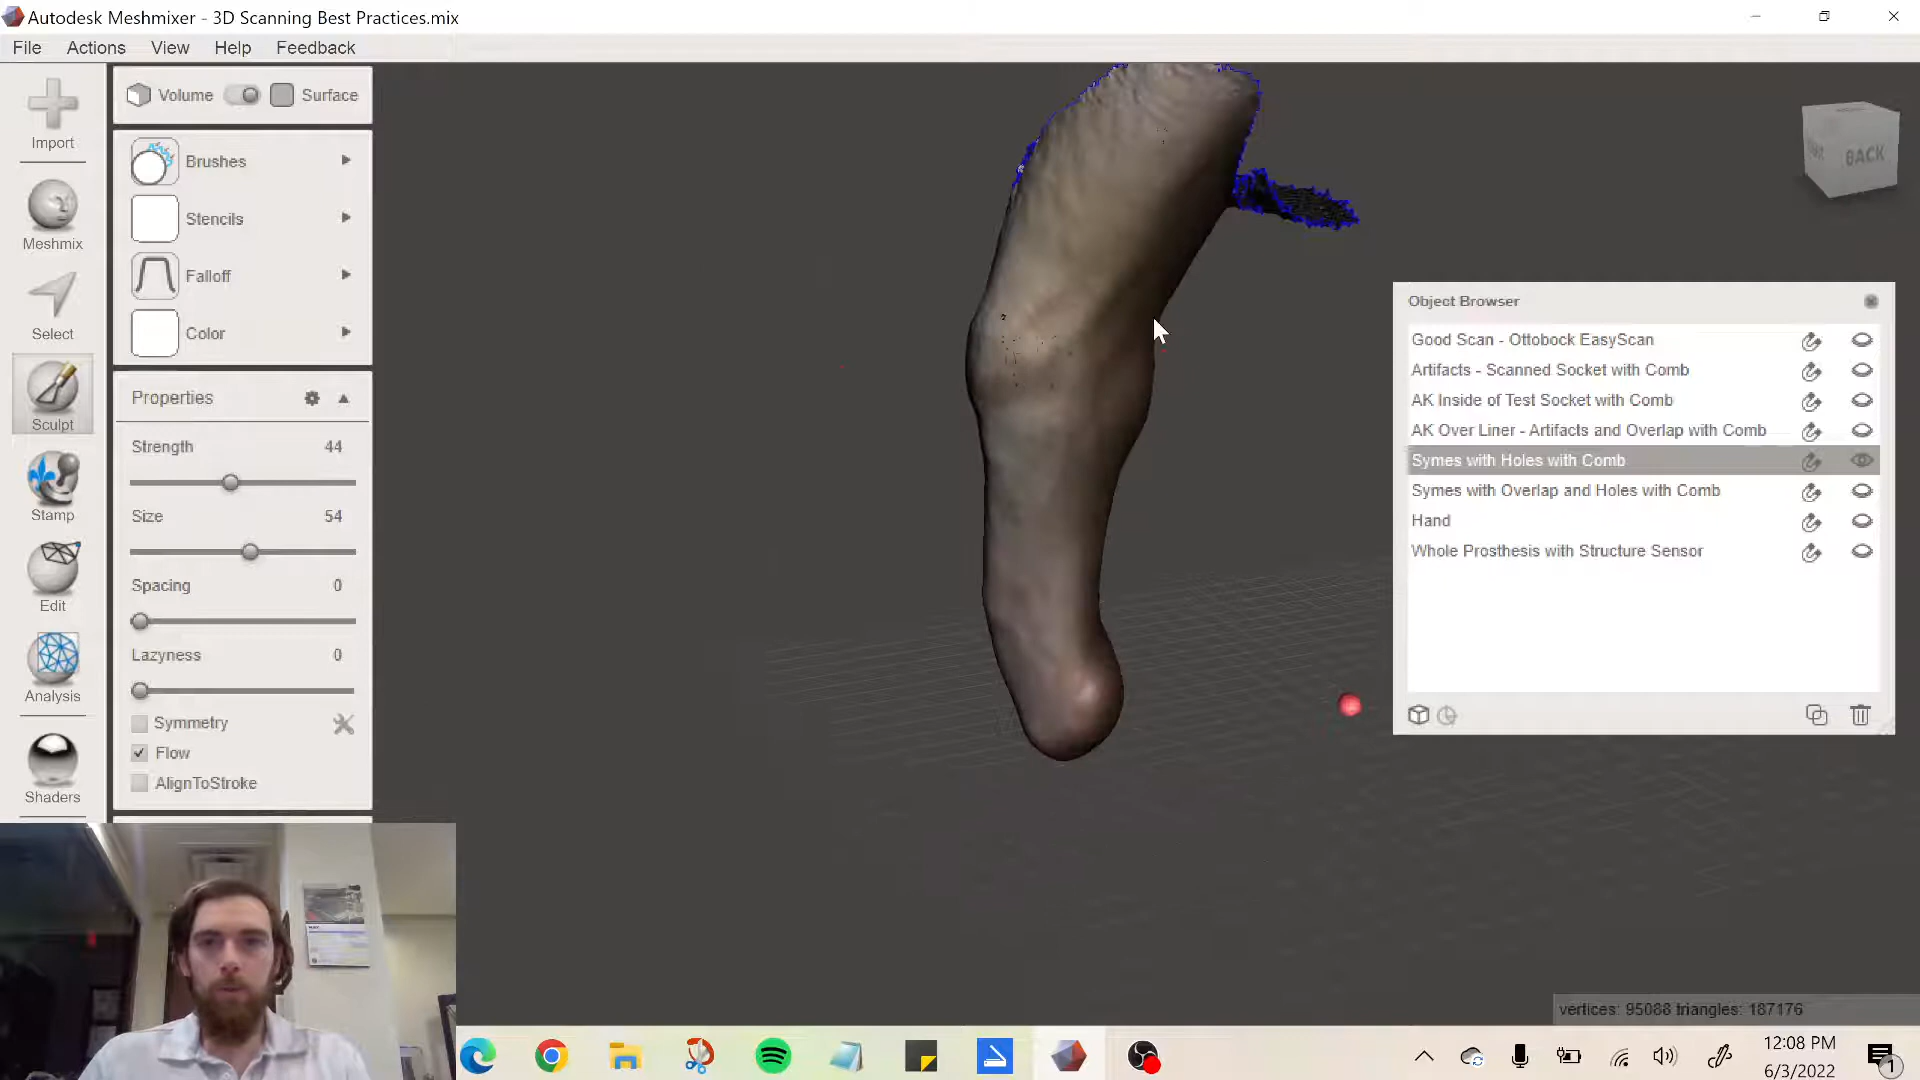 Autodesk Meshmixer - 3D Scanning Best Practices.mix
File Actions View Help Feedback
Import
Meshmix
Select
Sculpt
Stamp
Edit
Analysis
Shaders
Volume Surface
Brushes
Stencils
Falloff
Color
Properties
Strength 44
Size 54
Spacing 0
Lazyness 0
Symmetry
Flow
AlignToStroke
BACK
Object Browser
Good Scan - Ottobock EasyScan
Artifacts - Scanned Socket with Comb
AK Inside of Test Socket with Comb
AK Over Liner - Artifacts and Overlap with Comb
Symes with Holes with Comb
Symes with Overlap and Holes with Comb
Hand
Whole Prosthesis with Structure Sensor
vertices: 95088 triangles: 187176
12:08 PM
6/3/2022
1